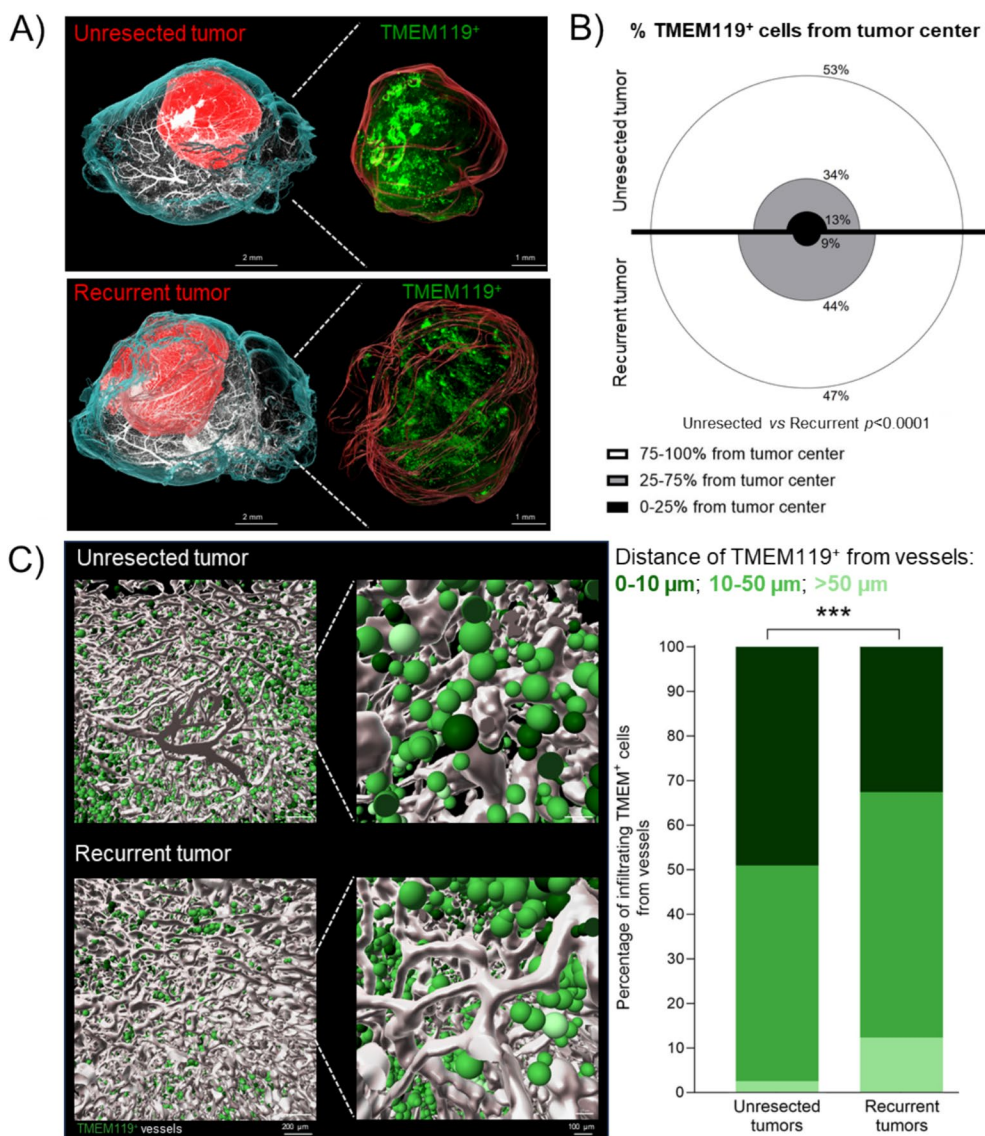 A)
Unresected tumor
TMEM119⁺
2 mm
1 mm
Recurrent tumor
TMEM119⁺
2 mm
1 mm
B)
% TMEM119⁺ cells from tumor center
Unresected tumor
Recurrent tumor
53%
34%
13%
9%
44%
47%
Unresected vs Recurrent p<0.0001
75-100% from tumor center
25-75% from tumor center
0-25% from tumor center
C)
Unresected tumor
Recurrent tumor
TMEM119⁺ vessels
200 µm
100 µm
Distance of TMEM119⁺ from vessels:
0-10 µm; 10-50 µm; >50 µm
***
Percentage of infiltrating TMEM⁺ cells
from vessels
100
90
80
70
60
50
40
30
20
10
0
Unresected
tumors
Recurrent
tumors